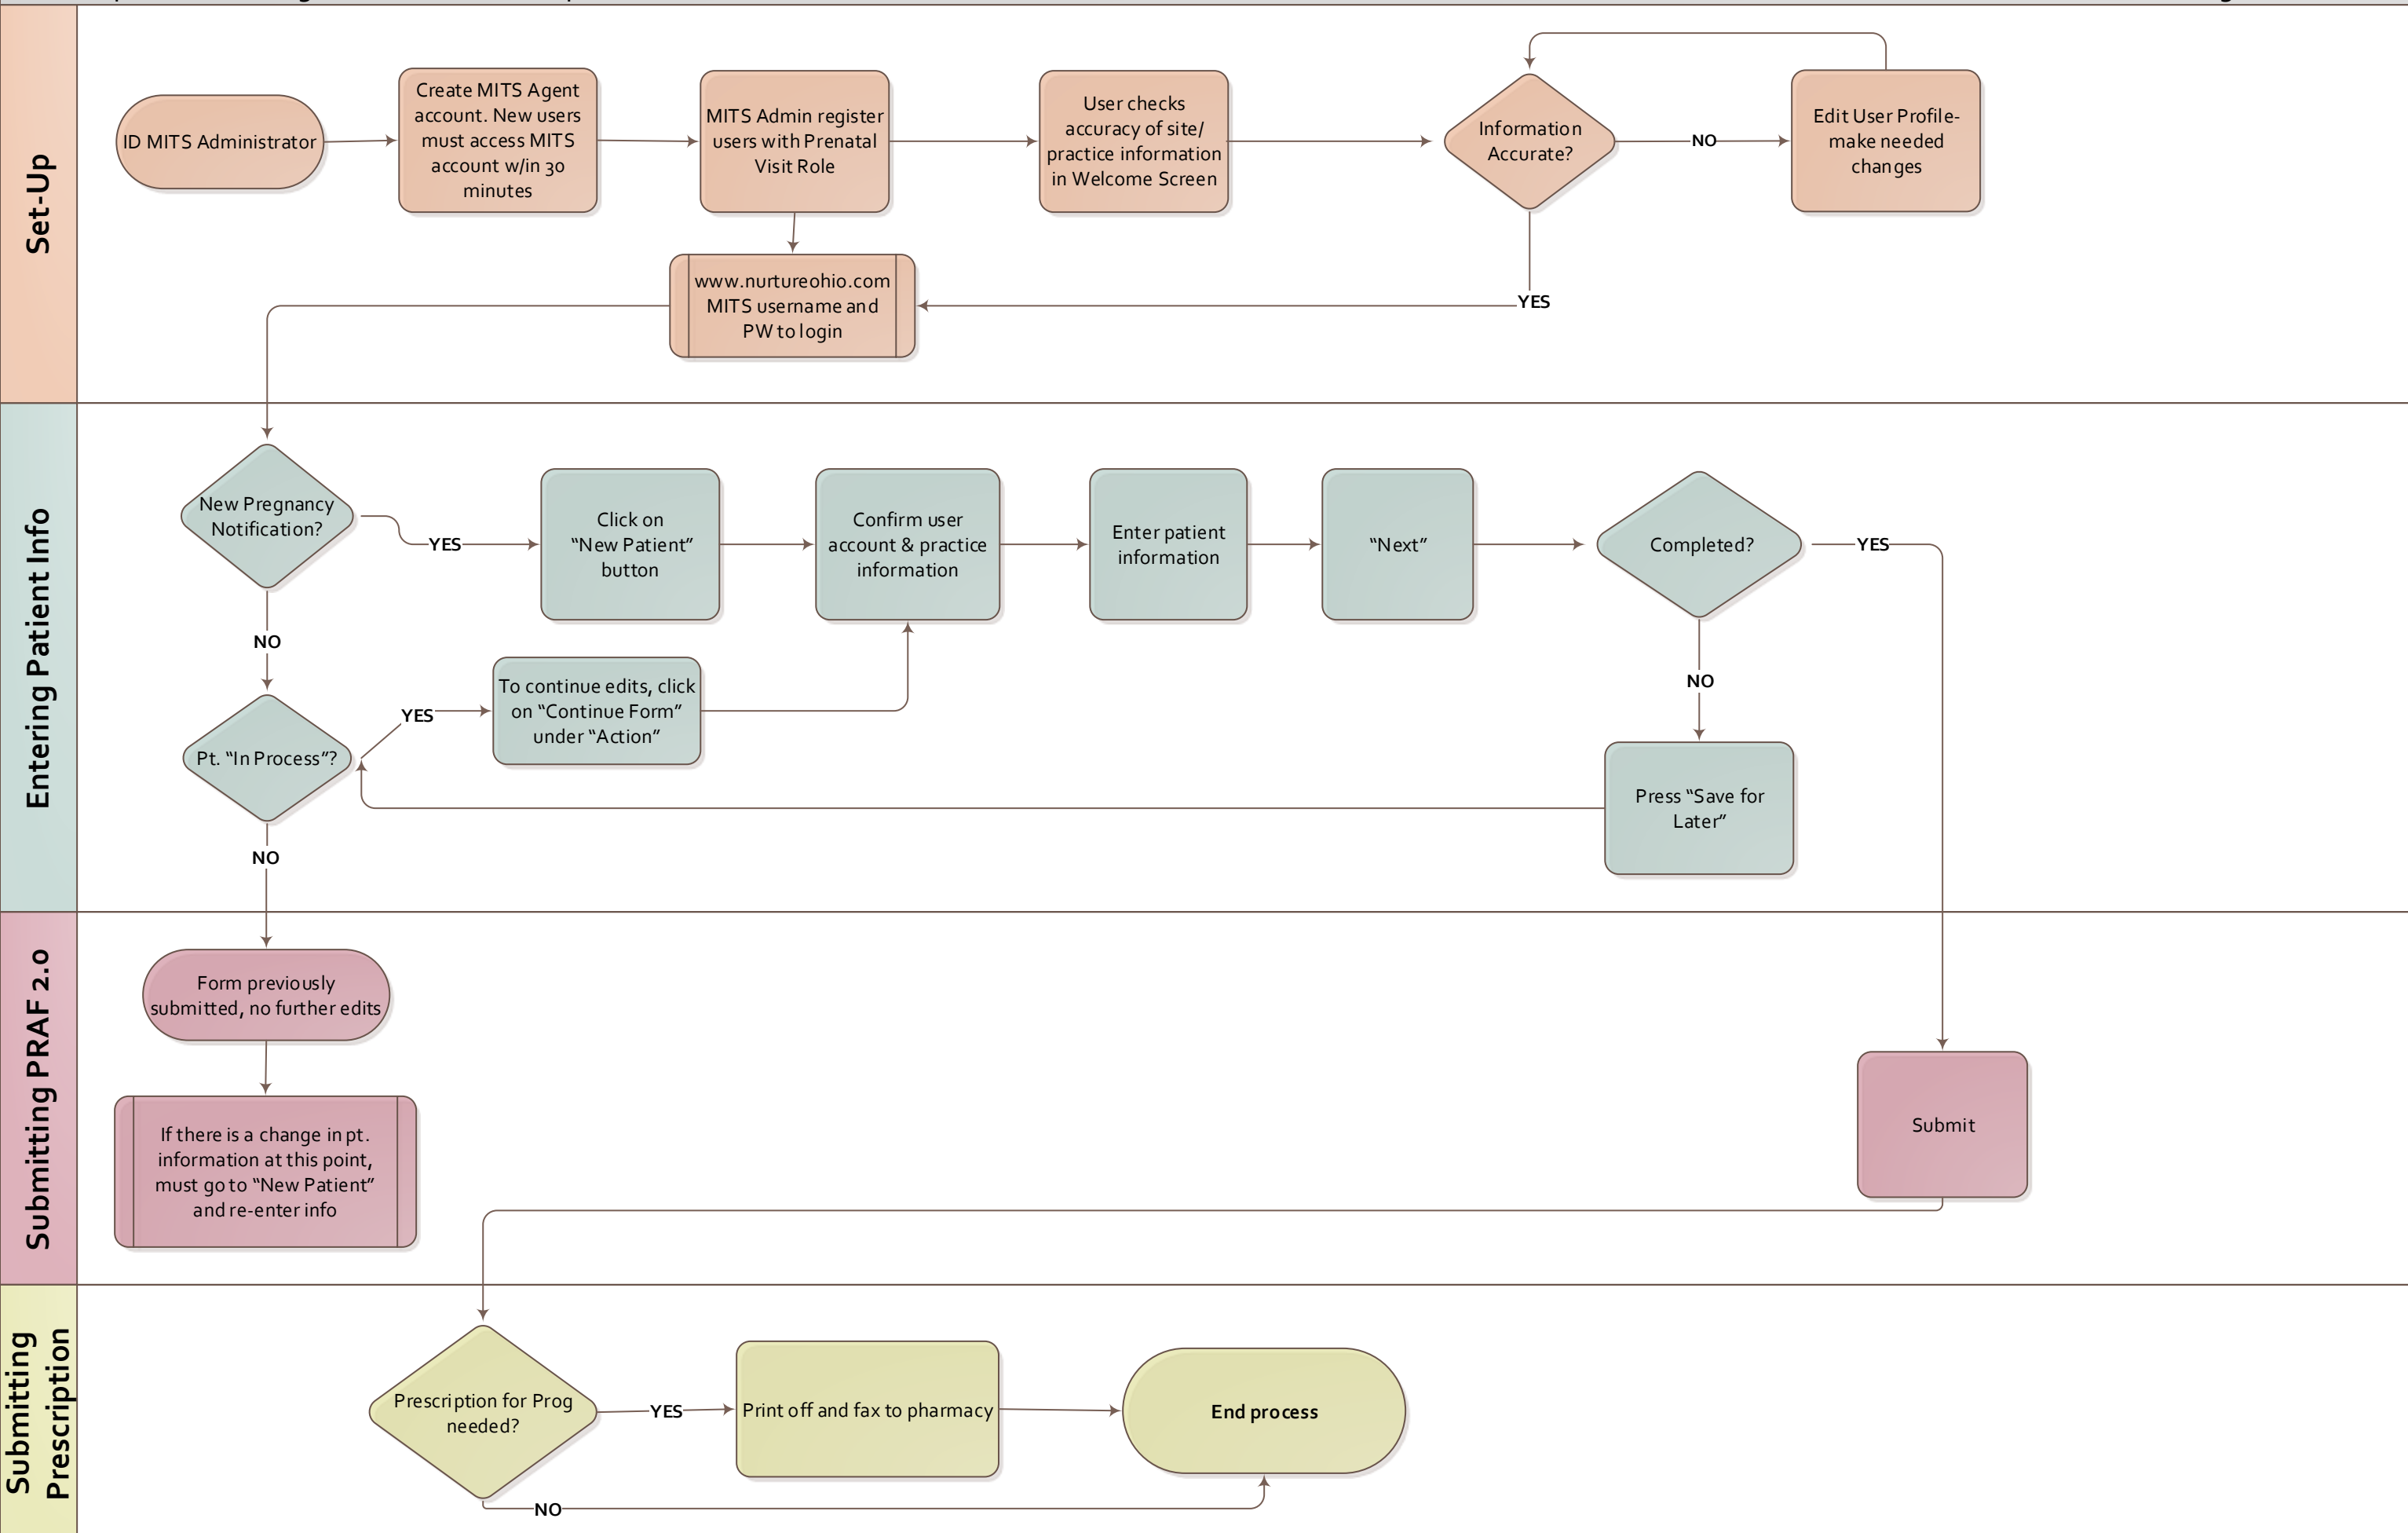 Set-Up
ID MITS Administrator
Create MITS Agent
account. New users
must access MITS
account w/in 30
minutes
MITS Admin register
users with Prenatal
Visit Role
User checks
accuracy of site/
practice information
in Welcome Screen
Information
Accurate?
NO
Edit User Profile-
make needed
changes
YES
www.nurtureohio.com
MITS username and
PW to login
Entering Patient Info
New Pregnancy
Notification?
YES
Click on
“New Patient”
button
Confirm user
account & practice
information
Enter patient
information
“Next”
Completed?
YES
NO
NO
Pt. “In Process”?
YES
To continue edits, click
on “Continue Form”
under “Action”
Press “Save for
Later”
NO
Submitting PRAF 2.0
Form previously
submitted, no further edits
If there is a change in pt.
information at this point,
must go to “New Patient”
and re-enter info
Submit
Submitting
Prescription
Prescription for Prog
needed?
YES
Print off and fax to pharmacy
End process
NO